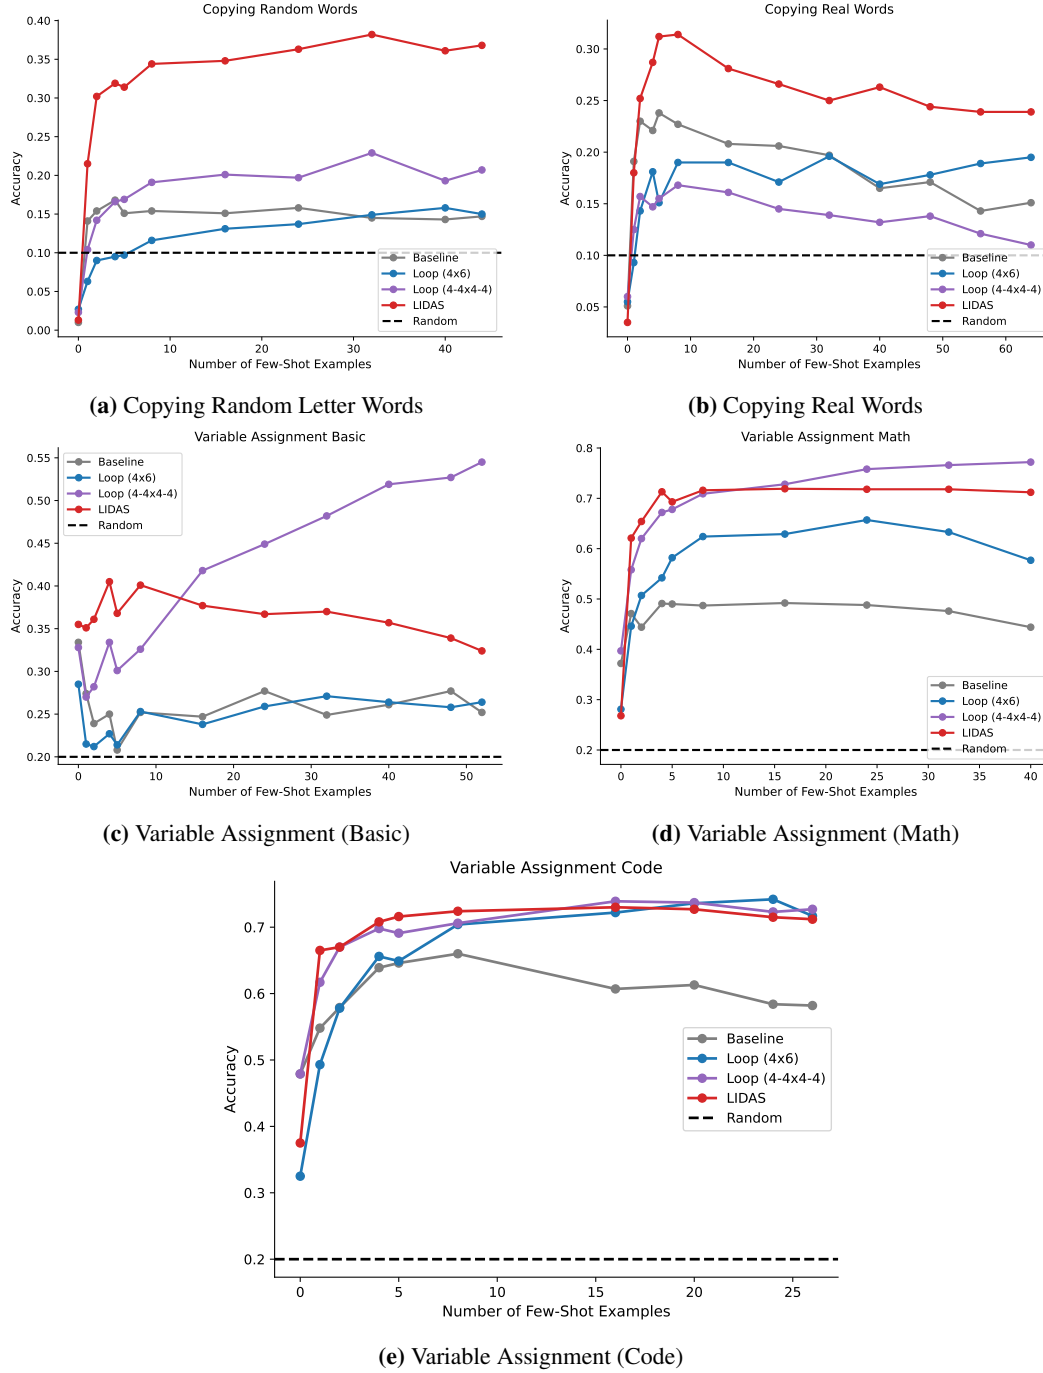 Copying Random Words
0.40
0.35
0.30
0.25
0.20
0.15
0.10
0.05
0.00
Accuracy
Baseline
Loop (4x6)
Loop (4-4x4-4)
LIDAS
Random
0 10 20 30 40
Number of Few-Shot Examples
(a) Copying Random Letter Words
Copying Real Words
0.30
0.25
0.20
0.15
0.10
0.05
Accuracy
Baseline
Loop (4x6)
Loop (4-4x4-4)
LIDAS
Random
0 10 20 30 40 50 60
Number of Few-Shot Examples
(b) Copying Real Words
Variable Assignment Basic
0.55
0.50
0.45
0.40
0.35
0.30
0.25
0.20
Accuracy
Baseline
Loop (4x6)
Loop (4-4x4-4)
LIDAS
Random
0 10 20 30 40 50
Number of Few-Shot Examples
(c) Variable Assignment (Basic)
Variable Assignment Math
0.8
0.7
0.6
0.5
0.4
0.3
0.2
Accuracy
Baseline
Loop (4x6)
Loop (4-4x4-4)
LIDAS
Random
0 5 10 15 20 25 30 35 40
Number of Few-Shot Examples
(d) Variable Assignment (Math)
Variable Assignment Code
0.7
0.6
0.5
0.4
0.3
0.2
Accuracy
Baseline
Loop (4x6)
Loop (4-4x4-4)
LIDAS
Random
0 5 10 15 20 25
Number of Few-Shot Examples
(e) Variable Assignment (Code)